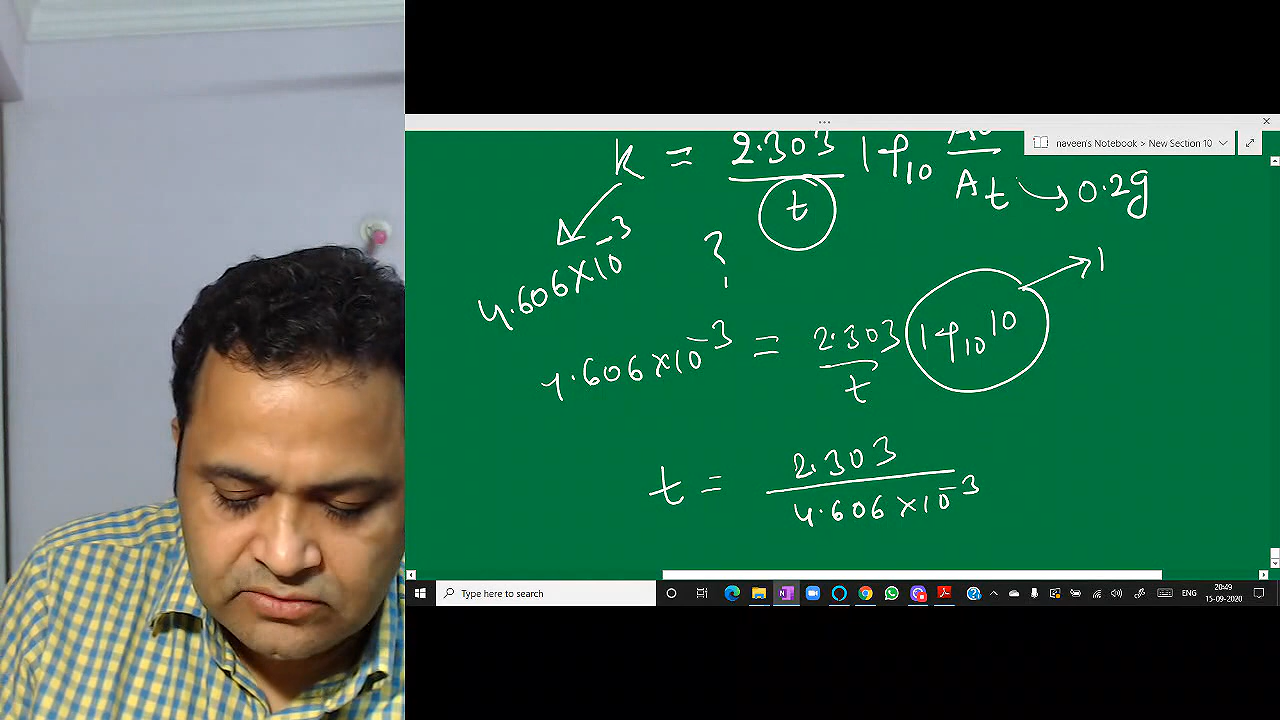 naveen's Notebook > New Section 10
k = 2.303/t log₁₀ A₀/At → 0.2g
4.606×10⁻³ ?
4.606×10⁻³ = 2.303/t log₁₀10 → 1
t = 2.303/4.606×10⁻³
Type here to search
ENG
20:49
15-09-2020